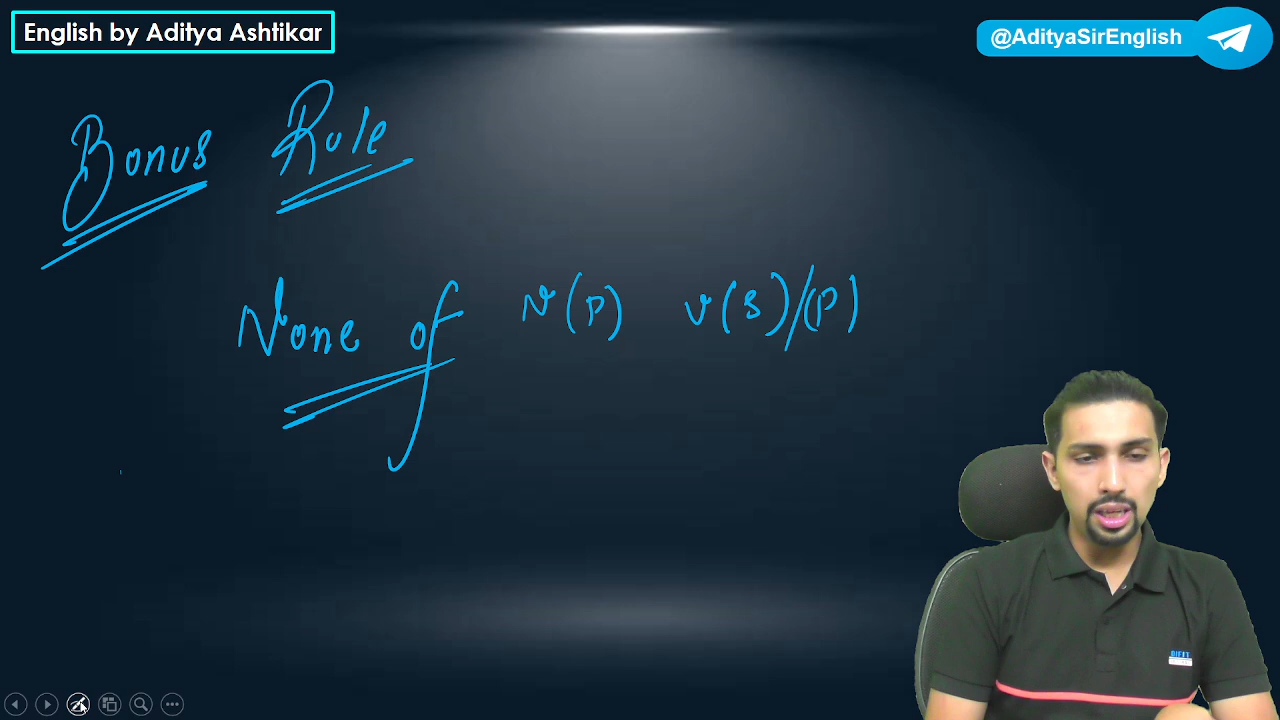 English by Aditya Ashtikar
@AdityaSirEnglish
Bonus Rule
None of N(P) V(S)/(P)